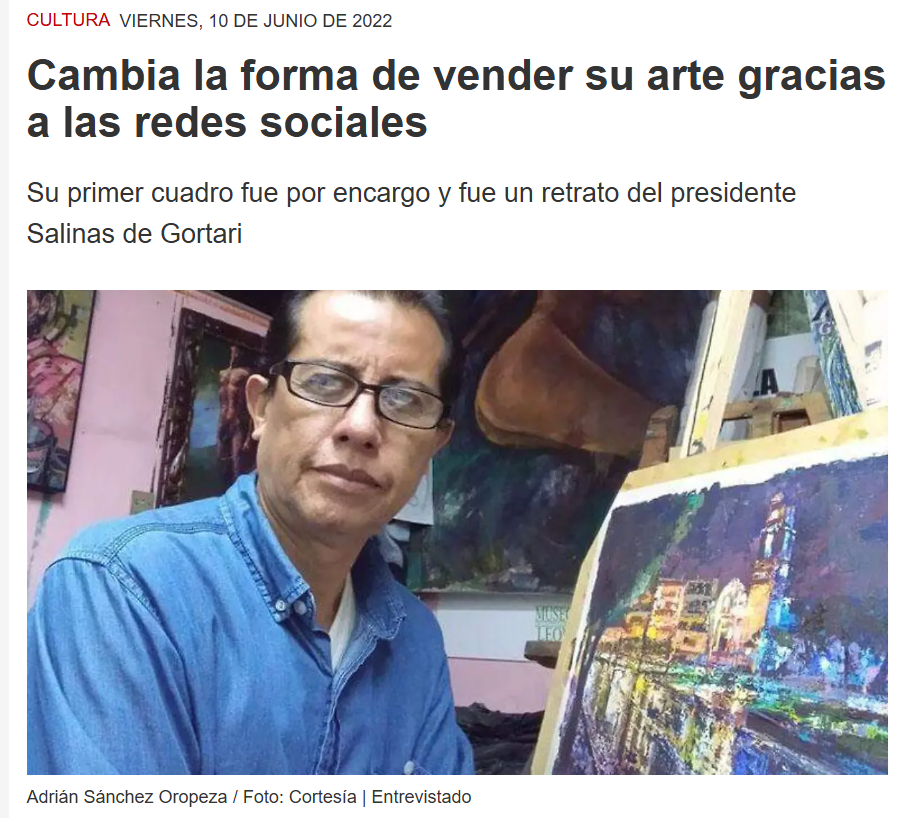 CULTURA VIERNES, 10 DE JUNIO DE 2022
Cambia la forma de vender su arte gracias
a las redes sociales
Su primer cuadro fue por encargo y fue un retrato del presidente
Salinas de Gortari
MUSEO
LEÓN
Adrián Sánchez Oropeza / Foto: Cortesía | Entrevistado